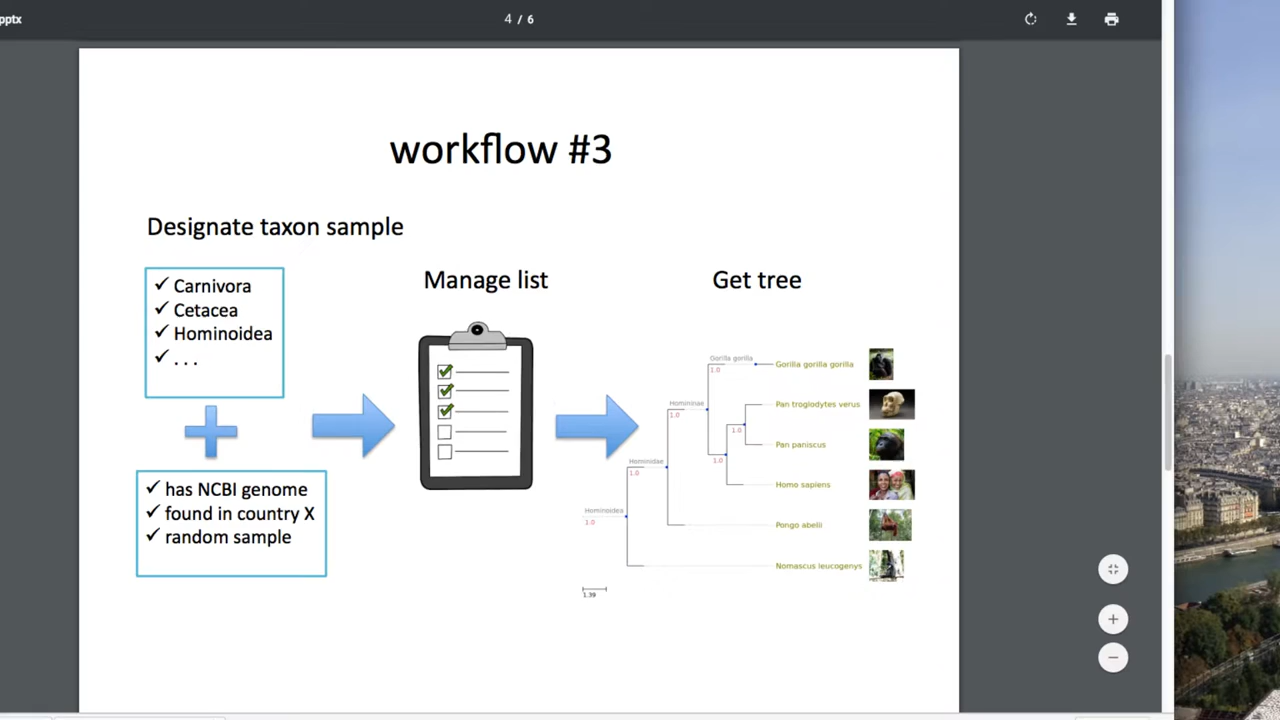 pptx
4 / 6
workflow #3
Designate taxon sample
✓ Carnivora
✓ Cetacea
✓ Hominoidea
✓ . . .
✓ has NCBI genome
✓ found in country X
✓ random sample
Manage list
Get tree
Gorilla gorilla
1.0
Gorilla gorilla gorilla
Homininae
1.0
Pan troglodytes verus
1.0
Pan paniscus
1.0
Hominidae
1.0
Homo sapiens
Hominoidea
1.0
Pongo abelii
Nomascus leucogenys
1.39